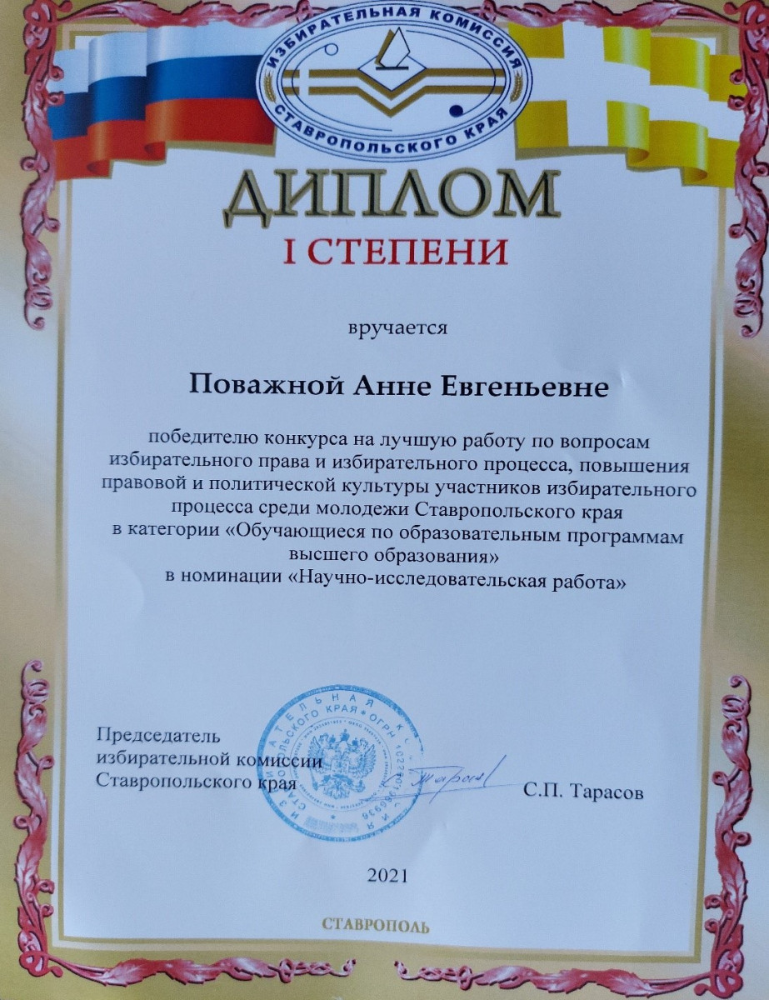 ИЗБИРАТЕЛЬНАЯ КОМИССИЯ
СТАВРОПОЛЬСКОГО КРАЯ
ДИПЛОМ
I СТЕПЕНИ
вручается
Поважной Анне Евгеньевне
победителю конкурса на лучшую работу по вопросам
избирательного права и избирательного процесса, повышения
правовой и политической культуры участников избирательного
процесса среди молодежи Ставропольского края
в категории «Обучающиеся по образовательным программам
высшего образования»
в номинации «Научно-исследовательская работа»
Председатель
избирательной комиссии
Ставропольского края
С.П. Тарасов
2021
СТАВРОПОЛЬ